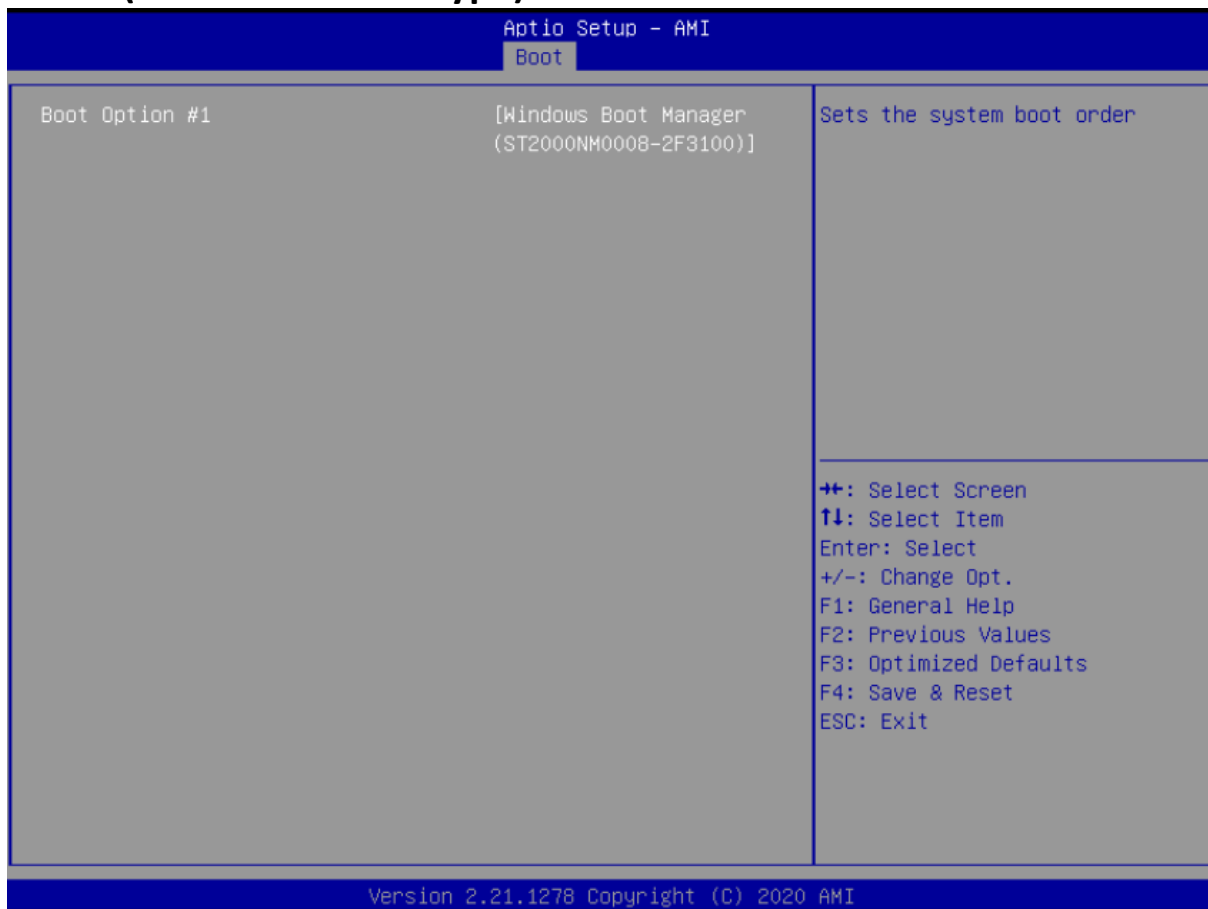 Aptio Setup – AMI
Boot
Boot Option #1
[Windows Boot Manager
(ST2000NM0008-2F3100)]
Sets the system boot order
→←: Select Screen
↑↓: Select Item
Enter: Select
+/-: Change Opt.
F1: General Help
F2: Previous Values
F3: Optimized Defaults
F4: Save & Reset
ESC: Exit
Version 2.21.1278 Copyright (C) 2020 AMI